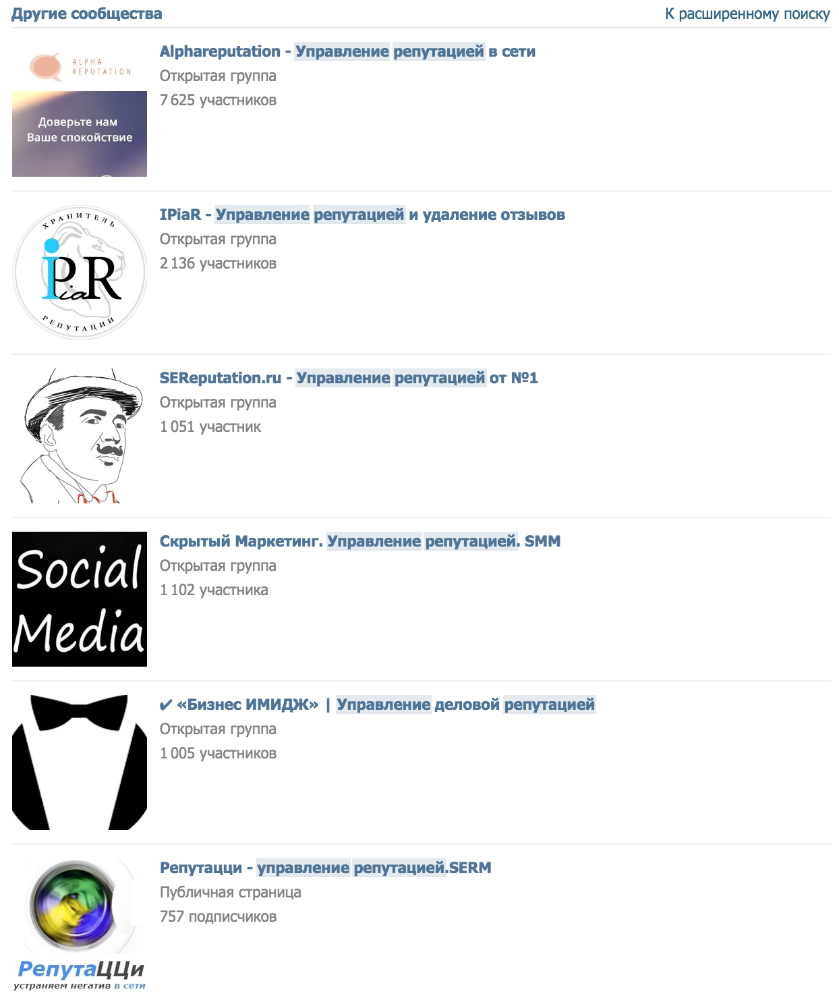 Другие сообщества
К расширенному поиску
ALPHA
REPUTATION
Доверьте нам
Ваше спокойствие
Alphareputation - Управление репутацией в сети
Открытая группа
7 625 участников
ХРАНИТЕЛЬ
iPiaR
РЕПУТАЦИИ
IPiaR - Управление репутацией и удаление отзывов
Открытая группа
2 136 участников
SEReputation.ru - Управление репутацией от №1
Открытая группа
1 051 участник
Social
Media
Скрытый Маркетинг. Управление репутацией. SMM
Открытая группа
1 102 участника
✔ «Бизнес ИМИДЖ» | Управление деловой репутацией
Открытая группа
1 005 участников
РепутаЦЦи
устраняем негатив в сети
Репутацци - управление репутацией.SERM
Публичная страница
757 подписчиков